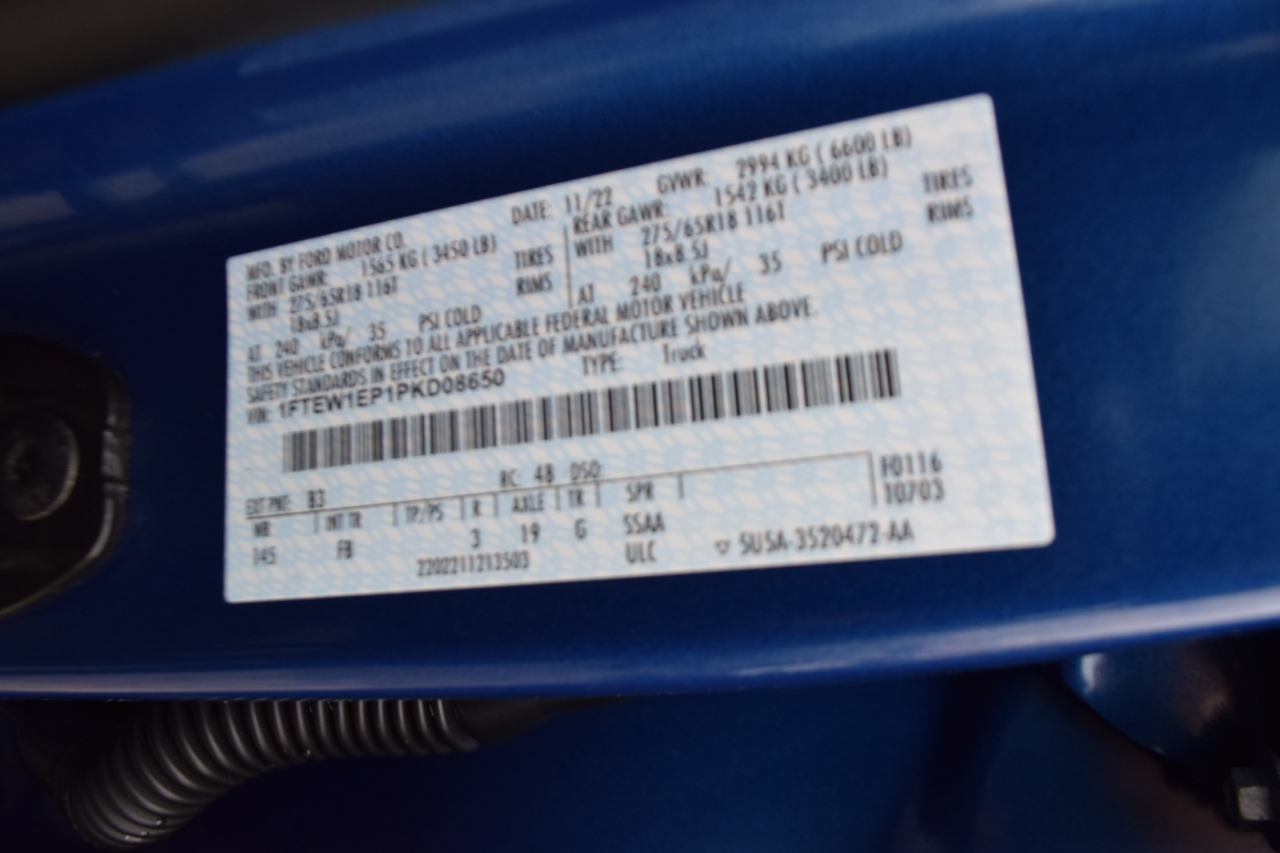 MFD. BY FORD MOTOR CO.
DATE: 11/22 GVWR: 2994 KG ( 6600 LB)
FRONT GAWR: 1565 KG ( 3450 LB)
WITH 275/65R18 116T TIRES
18x8.5J RIMS
AT 240 kPa/ 35 PSI COLD
REAR GAWR: 1542 KG ( 3400 LB)
WITH 275/65R18 116T TIRES
18x8.5J RIMS
AT 240 kPa/ 35 PSI COLD
THIS VEHICLE CONFORMS TO ALL APPLICABLE FEDERAL MOTOR VEHICLE
SAFETY STANDARDS IN EFFECT ON THE DATE OF MANUFACTURE SHOWN ABOVE.
VIN: 1FTEW1EP1PKD08650
TYPE: Truck
EXT PNT: B3 RC: 48 DSO: F0116
WB INT TR TP/PS R AXLE TR SPR 10703
145 FB 3 19 G SSAA
2202211213503 ULC ▽ 5U5A-3520472-AA